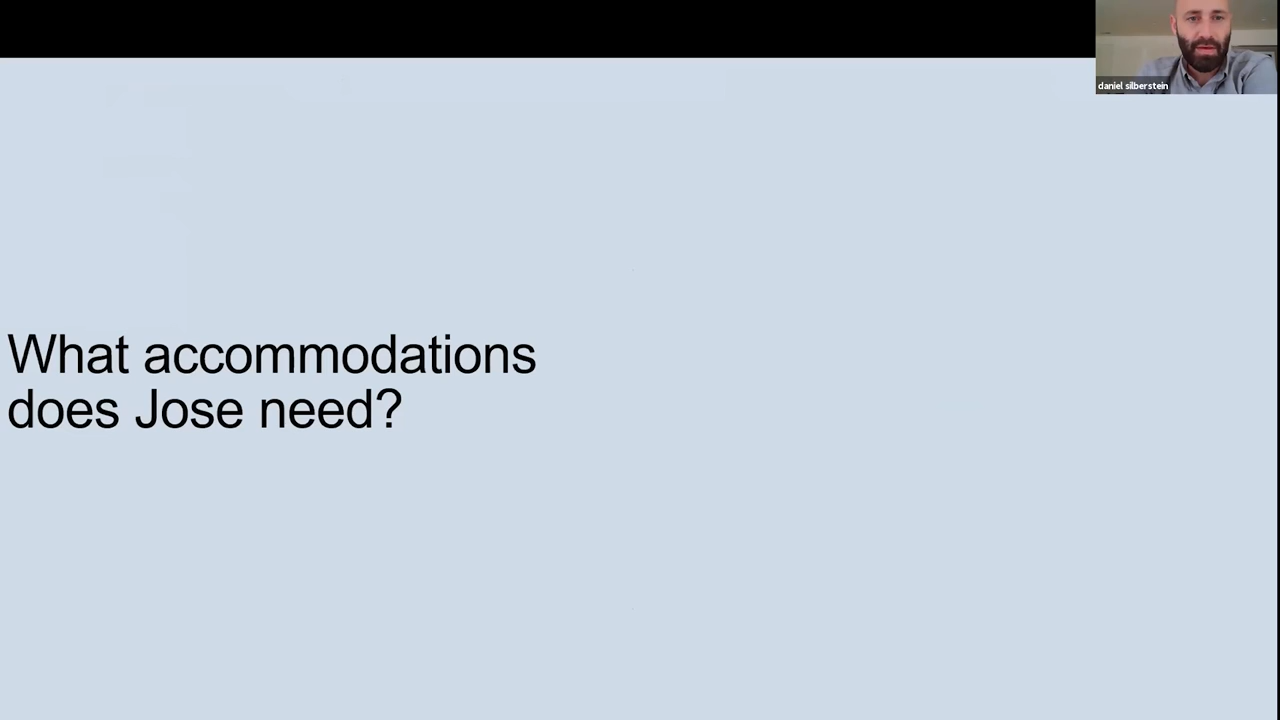 daniel silberstein
What accommodations
does Jose need?